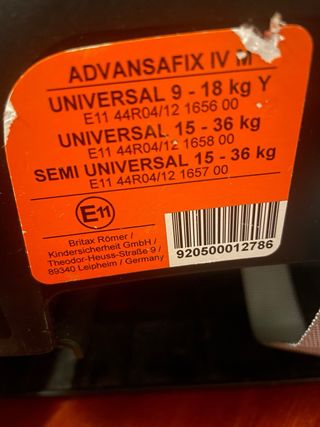 ADVANSAFIX IV M
UNIVERSAL 9 - 18 kg Y
E11 44R04/12 1656 00
UNIVERSAL 15 - 36 kg
E11 44R04/12 1658 00
SEMI UNIVERSAL 15 - 36 kg
E11 44R04/12 1657 00
E11
Britax Römer /
Kindersicherheit GmbH /
Theodor-Heuss-Straße 9 /
89340 Leipheim / Germany
920500012786